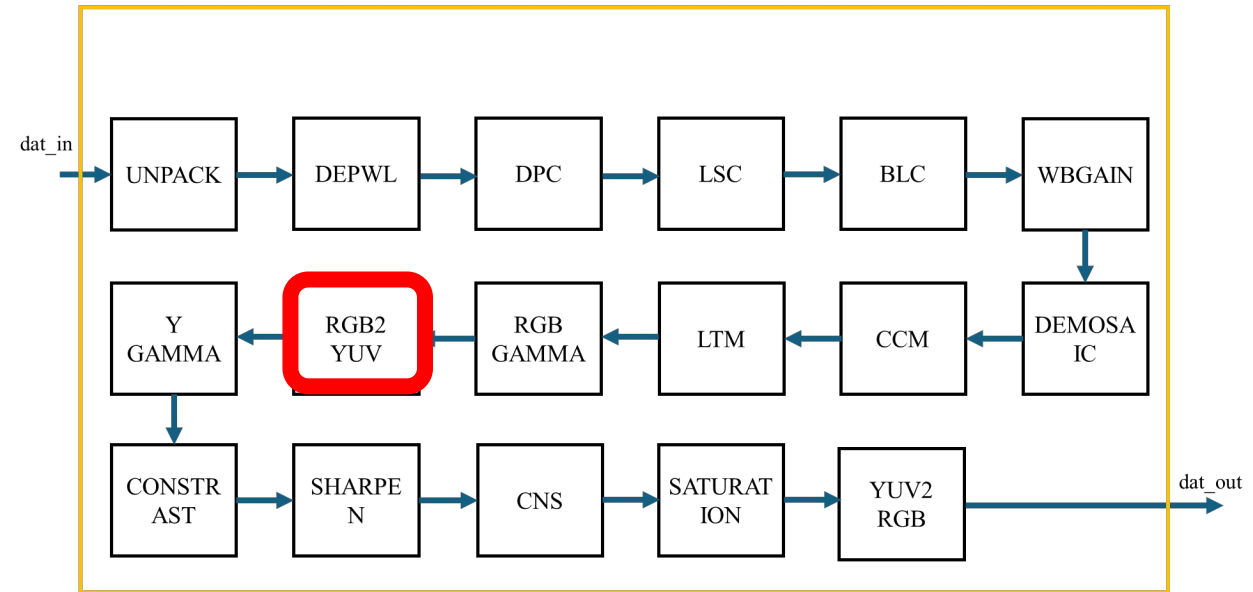 dat_in
UNPACK
DEPWL
DPC
LSC
BLC
WBGAIN
Y
GAMMA
RGB2
YUV
RGB
GAMMA
LTM
CCM
DEMOSA
IC
CONSTR
AST
SHARPE
N
CNS
SATURAT
ION
YUV2
RGB
dat_out